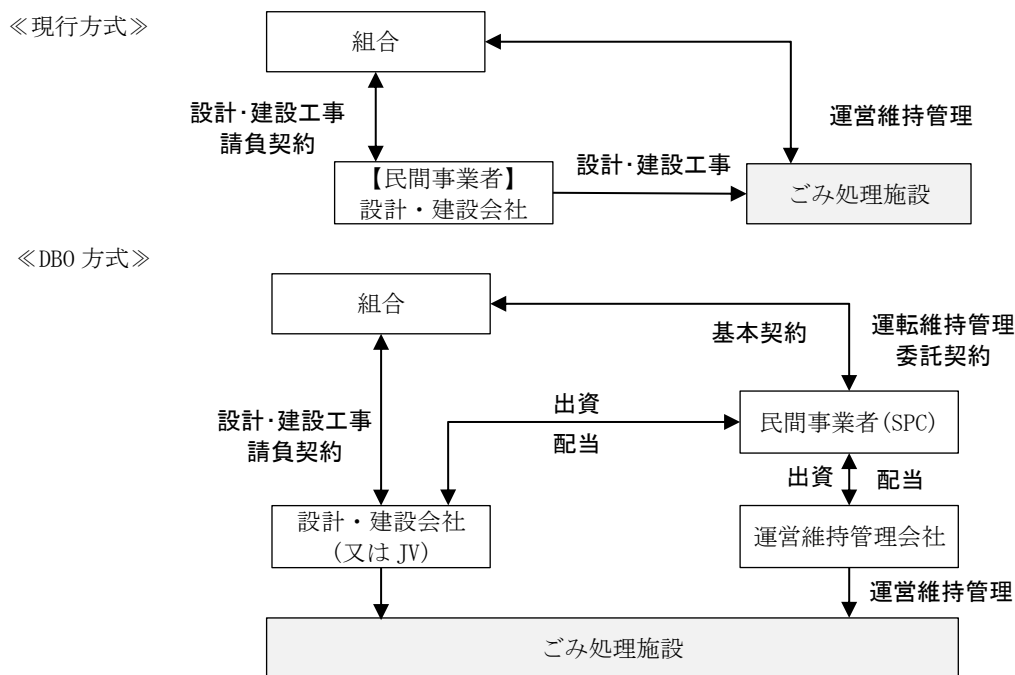 ≪現行方式≫
組合
設計･建設工事
請負契約
運営維持管理
【民間事業者】
設計・建設会社
設計･建設工事
ごみ処理施設
≪DBO 方式≫
組合
基本契約
運転維持管理
委託契約
設計･建設工事
請負契約
出資
配当
民間事業者(SPC)
出資
配当
設計・建設会社
(又は JV)
運営維持管理会社
運営維持管理
ごみ処理施設